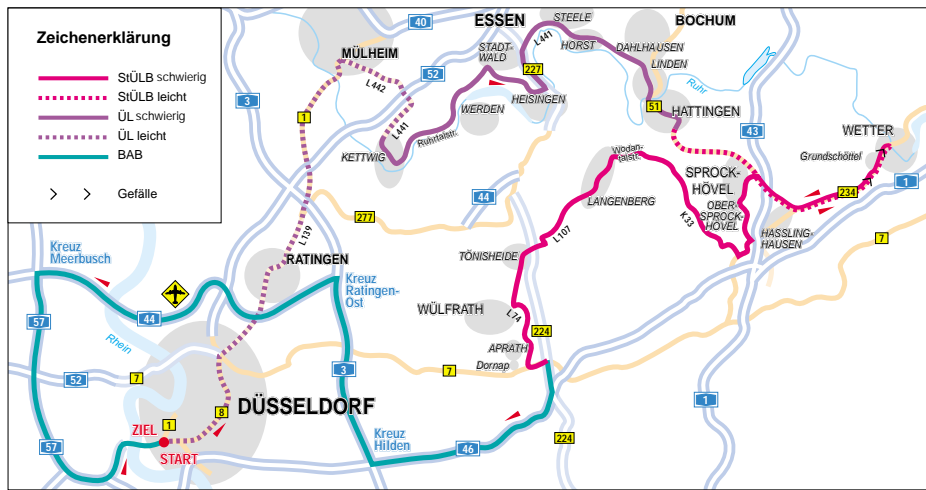 Zeichenerklärung
StÜLB schwierig
StÜLB leicht
ÜL schwierig
ÜL leicht
BAB
Gefälle
40
ESSEN
STEELE
BOCHUM
MÜLHEIM
STADT-
WALD
L441
HORST
DAHLHAUSEN
LINDEN
3
52
227
L442
HEISINGEN
Ruhr
1
WERDEN
51
HATTINGEN
L441
Ruhrtalstr.
43
WETTER
KETTWIG
Wodan-
talstr.
Grundschöttel
SPROCK-
HÖVEL
1
44
234
LANGENBERG
OBER-
SPROCK-
HÖVEL
277
K33
HASSLING-
HAUSEN
L139
L107
7
Kreuz
Meerbusch
RATINGEN
TÖNISHEIDE
Kreuz
Ratingen-
Ost
WÜLFRATH
57
44
L74
Rhein
224
APRATH
3
Dornap
52
7
7
1
DÜSSELDORF
8
1
ZIEL
START
57
Kreuz
Hilden
46
224